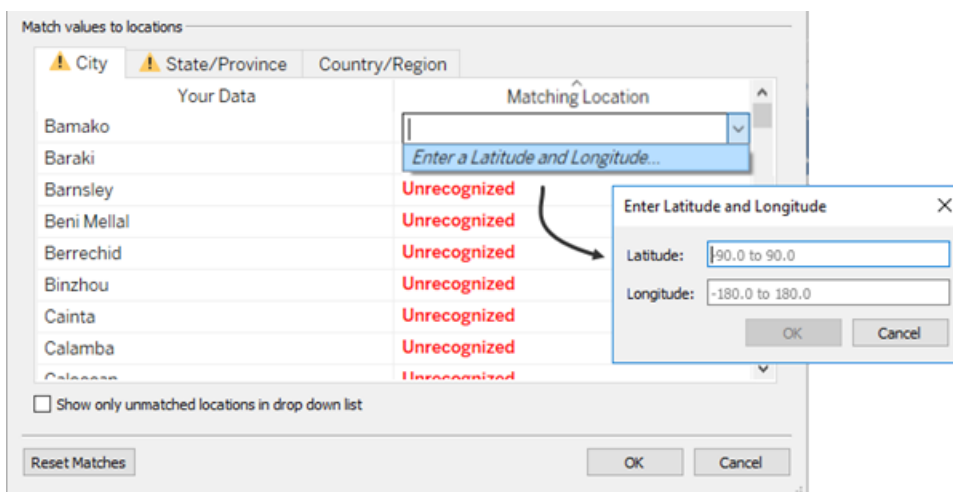 Match values to locations
City State/Province Country/Region
Your Data Matching Location
Bamako
Baraki Enter a Latitude and Longitude...
Barnsley Unrecognized
Beni Mellal Unrecognized
Berrechid Unrecognized
Binzhou Unrecognized
Cainta Unrecognized
Calamba Unrecognized
Caloocan Unrecognized
Show only unmatched locations in drop down list
Reset Matches OK Cancel
Enter Latitude and Longitude
Latitude: -90.0 to 90.0
Longitude: -180.0 to 180.0
OK Cancel